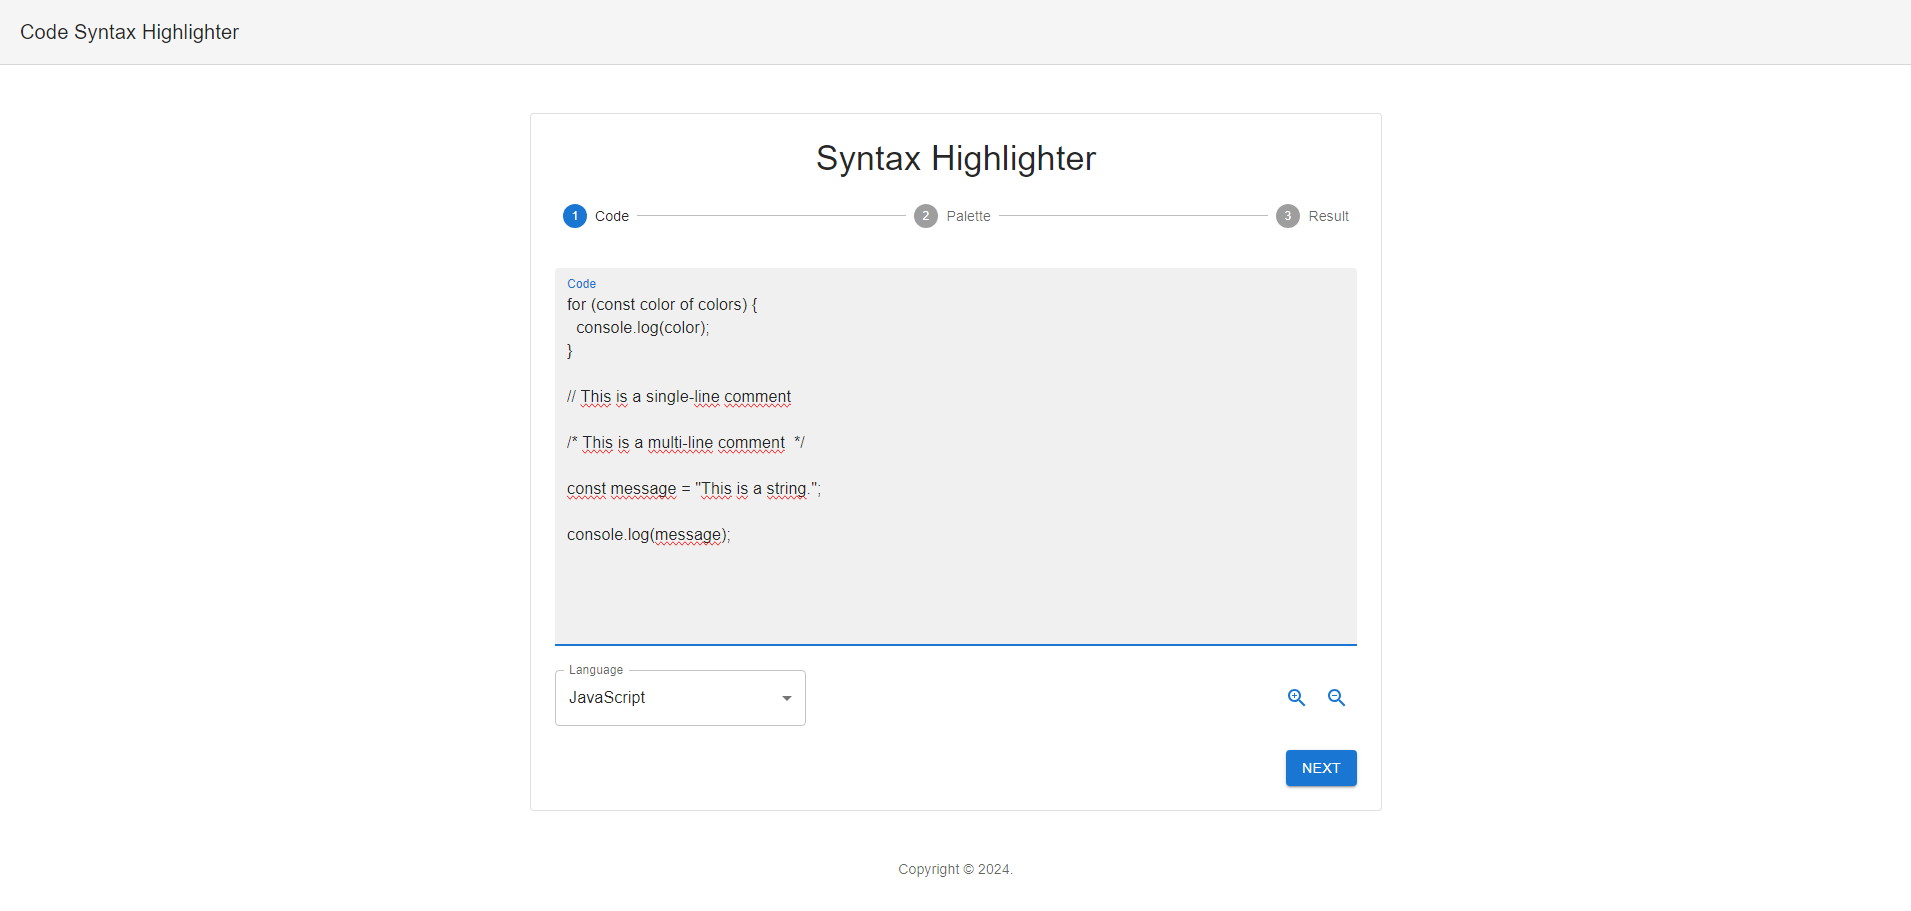 Code Syntax Highlighter
Syntax Highlighter
1 Code 2 Palette 3 Result
Code
for (const color of colors) {
  console.log(color);
}
// This is a single-line comment
/* This is a multi-line comment  */
const message = "This is a string.";
console.log(message);
Language
JavaScript
NEXT
Copyright © 2024.